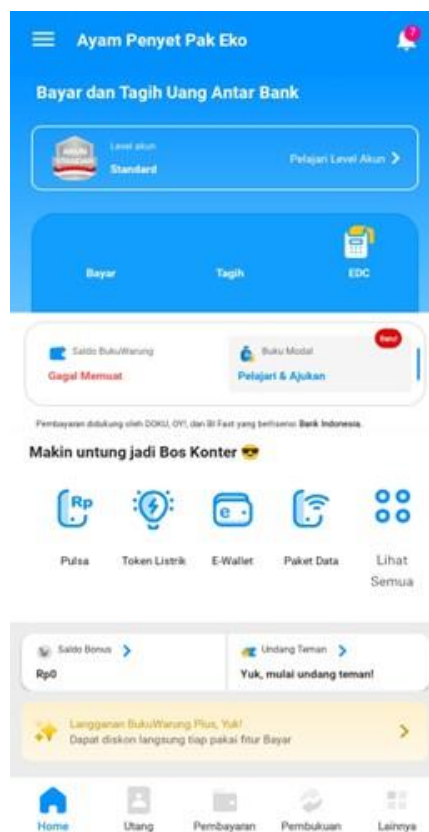 Ayam Penyet Pak Eko
7
Bayar dan Tagih Uang Antar Bank
Level akun
Standard
Pelajari Level Akun
Bayar
Tagih
EDC
Saldo BukuWarung
Gagal Memuat
Buku Modal
Pelajari & Ajukan
Baru!
Pembayaran didukung oleh DOKU, OY!, dan BI Fast yang berlisensi Bank Indonesia.
Makin untung jadi Bos Konter 😎
Rp
e
Pulsa
Token Listrik
E-Wallet
Paket Data
Lihat
Semua
Saldo Bonus
Rp0
Undang Teman
Yuk, mulai undang teman!
Langganan BukuWarung Plus, Yuk!
Dapat diskon langsung tiap pakai fitur Bayar
Home
Utang
Pembayaran
Pembukuan
Lainnya